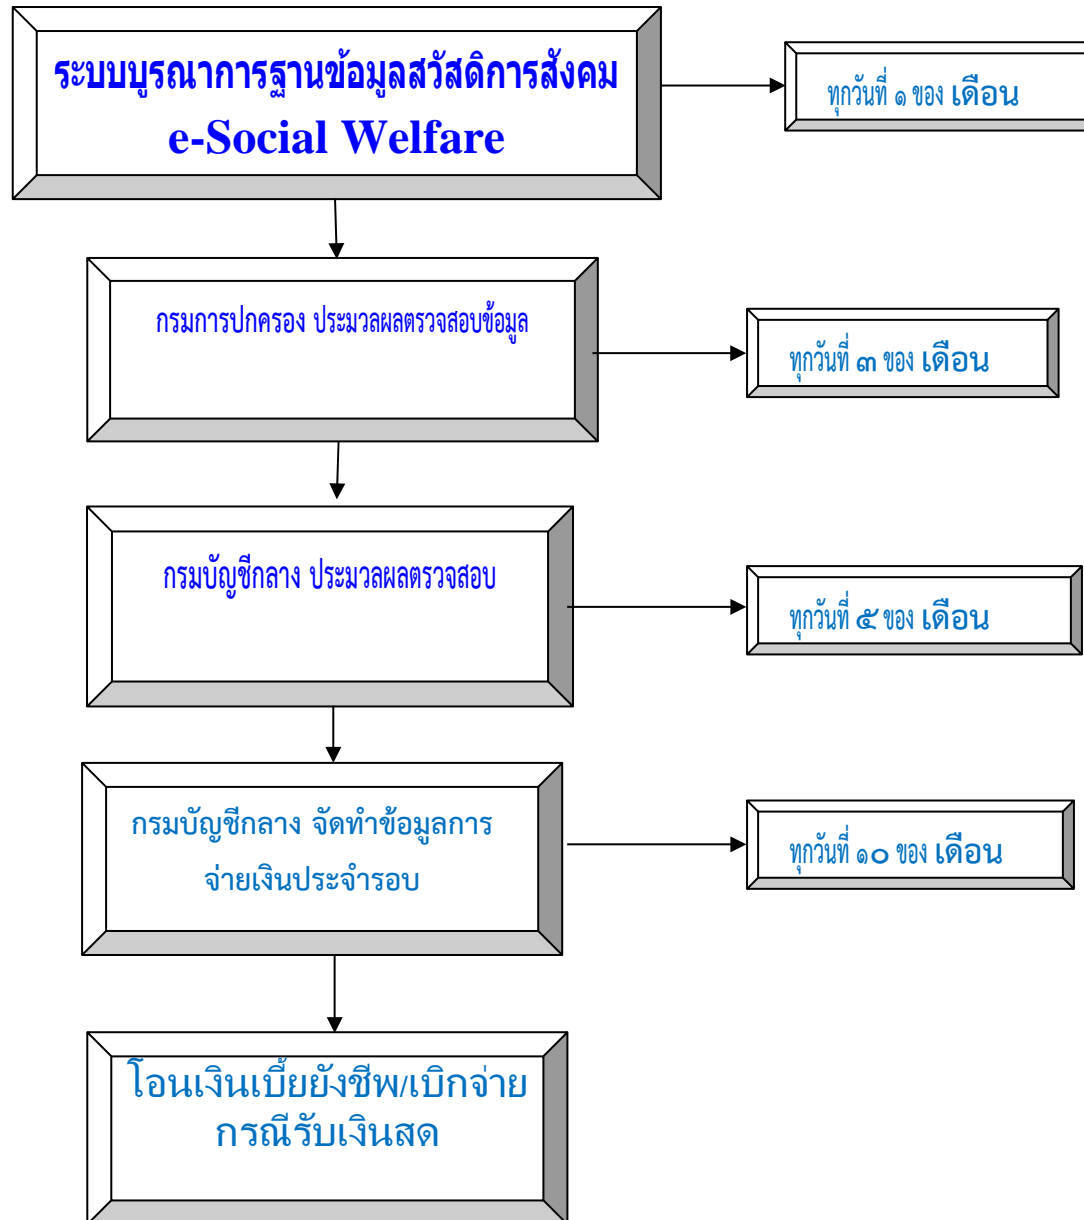 ระบบบูรณาการฐานข้อมูลสวัสดิการสังคม
e-Social Welfare
ทุกวันที่ ๑ ของ เดือน
กรมการปกครอง ประมวลผลตรวจสอบข้อมูล
ทุกวันที่ ๓ ของ เดือน
กรมบัญชีกลาง ประมวลผลตรวจสอบ
ทุกวันที่ ๕ ของ เดือน
กรมบัญชีกลาง จัดทำข้อมูลการ
จ่ายเงินประจำรอบ
ทุกวันที่ ๑๐ ของ เดือน
โอนเงินเบี้ยยังชีพ/เบิกจ่าย
กรณีรับเงินสด